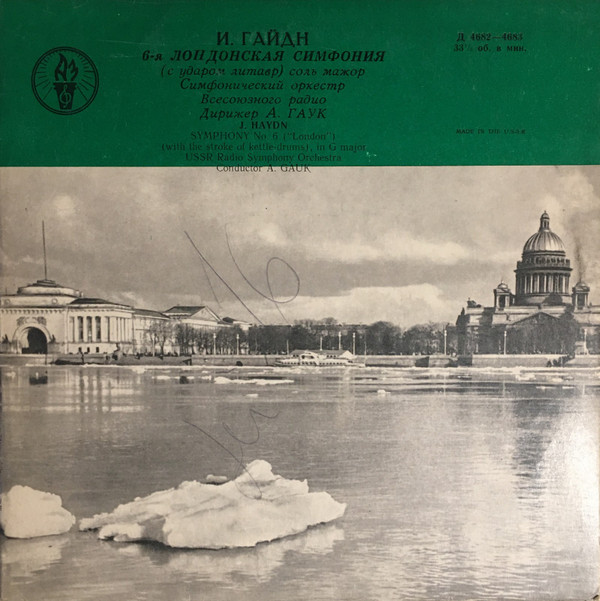 И. ГАЙДН
6-я ЛОНДОНСКАЯ СИМФОНИЯ
(с ударом литавр) соль мажор
Симфонический оркестр
Всесоюзного радио
Дирижер А. ГАУК
J. HAYDN
SYMPHONY No. 6 ("London")
(with the stroke of kettle-drums), in G major
USSR Radio Symphony Orchestra
Conductor A. GAUK
Д 4682—4683
33⅓ об. в мин.
MADE IN THE USSR